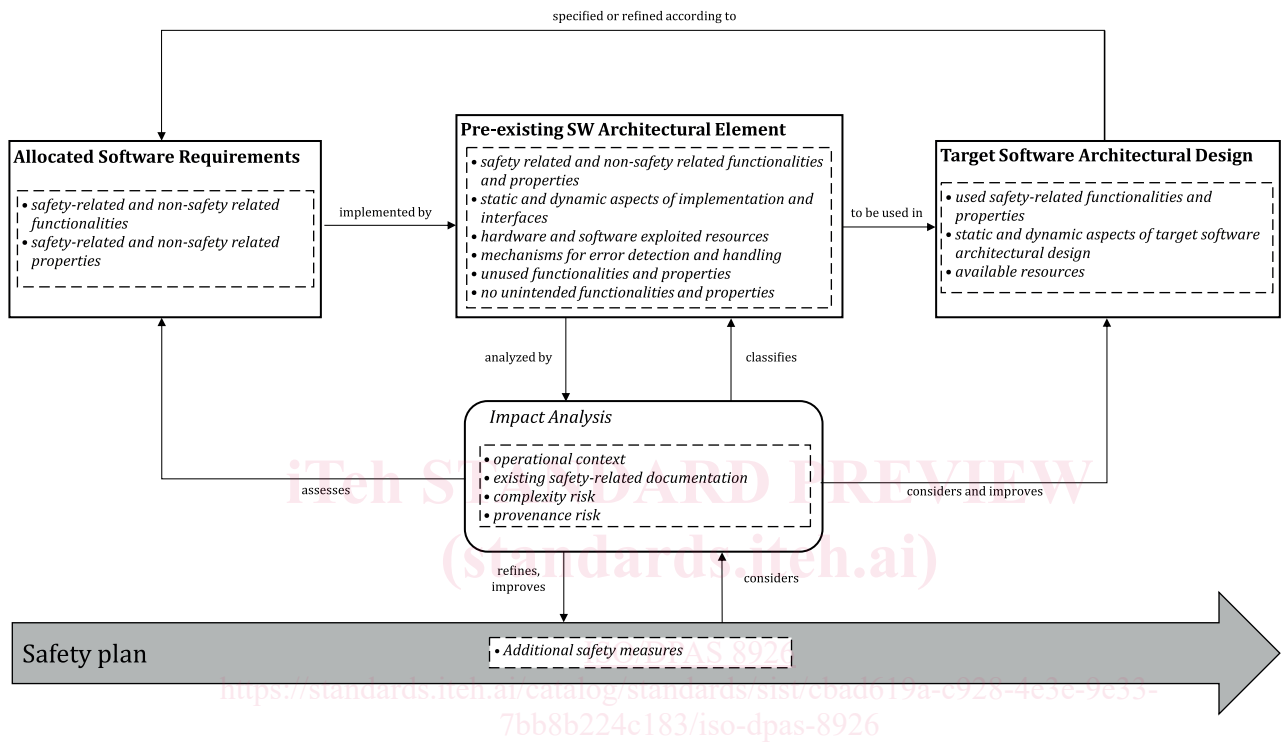 specified or refined according to
Allocated Software Requirements
• safety-related and non-safety related
functionalities
• safety-related and non-safety related
properties
implemented by
Pre-existing SW Architectural Element
• safety related and non-safety related functionalities
and properties
• static and dynamic aspects of implementation and
interfaces
• hardware and software exploited resources
• mechanisms for error detection and handling
• unused functionalities and properties
• no unintended functionalities and properties
to be used in
Target Software Architectural Design
• used safety-related functionalities and
properties
• static and dynamic aspects of target software
architectural design
• available resources
analyzed by
classifies
Impact Analysis
• operational context
• existing safety-related documentation
• complexity risk
• provenance risk
assesses
considers and improves
iTeh STANDARD PREVIEW
(standards.iteh.ai)
refines,
improves
considers
Safety plan
• Additional safety measures
ISO/DPAS 8926
https://standards.iteh.ai/catalog/standards/sist/cbad619a-c928-4e3e-9e33-
7bb8b224c183/iso-dpas-8926